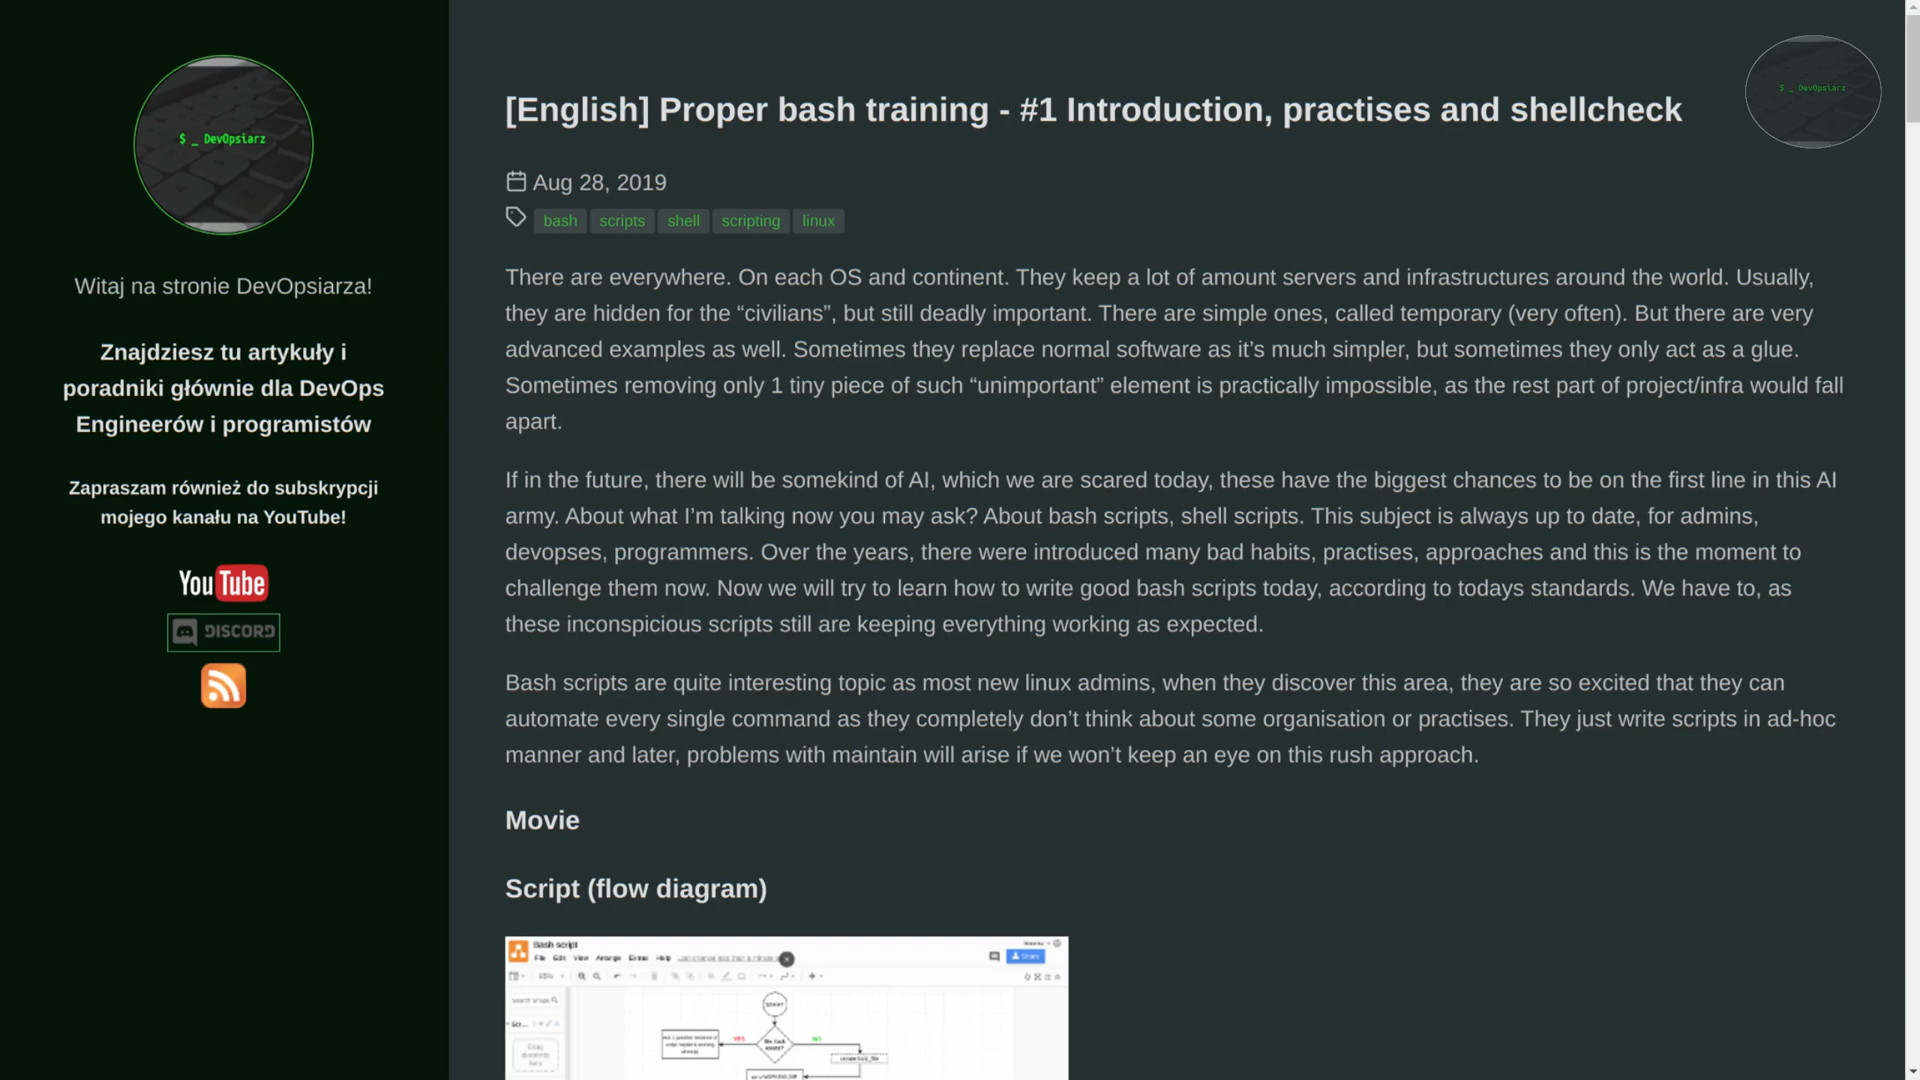 $ _ DevOpsiarz
Witaj na stronie DevOpsiarza!
Znajdziesz tu artykuły i
poradniki głównie dla DevOps
Engineerów i programistów
Zapraszam również do subskrypcji
mojego kanału na YouTube!
YouTube
DISCORD
$ _ DevOpsiarz
[English] Proper bash training - #1 Introduction, practises and shellcheck
Aug 28, 2019
bash scripts shell scripting linux
There are everywhere. On each OS and continent. They keep a lot of amount servers and infrastructures around the world. Usually,
they are hidden for the “civilians”, but still deadly important. There are simple ones, called temporary (very often). But there are very
advanced examples as well. Sometimes they replace normal software as it’s much simpler, but sometimes they only act as a glue.
Sometimes removing only 1 tiny piece of such “unimportant” element is practically impossible, as the rest part of project/infra would fall
apart.
If in the future, there will be somekind of AI, which we are scared today, these have the biggest chances to be on the first line in this AI
army. About what I’m talking now you may ask? About bash scripts, shell scripts. This subject is always up to date, for admins,
devopses, programmers. Over the years, there were introduced many bad habits, practises, approaches and this is the moment to
challenge them now. Now we will try to learn how to write good bash scripts today, according to todays standards. We have to, as
these inconspicious scripts still are keeping everything working as expected.
Bash scripts are quite interesting topic as most new linux admins, when they discover this area, they are so excited that they can
automate every single command as they completely don’t think about some organisation or practises. They just write scripts in ad-hoc
manner and later, problems with maintain will arise if we won’t keep an eye on this rush approach.
Movie
Script (flow diagram)
Bash script
File Edit View Arrange Extras Help
Share
START
YES
NO